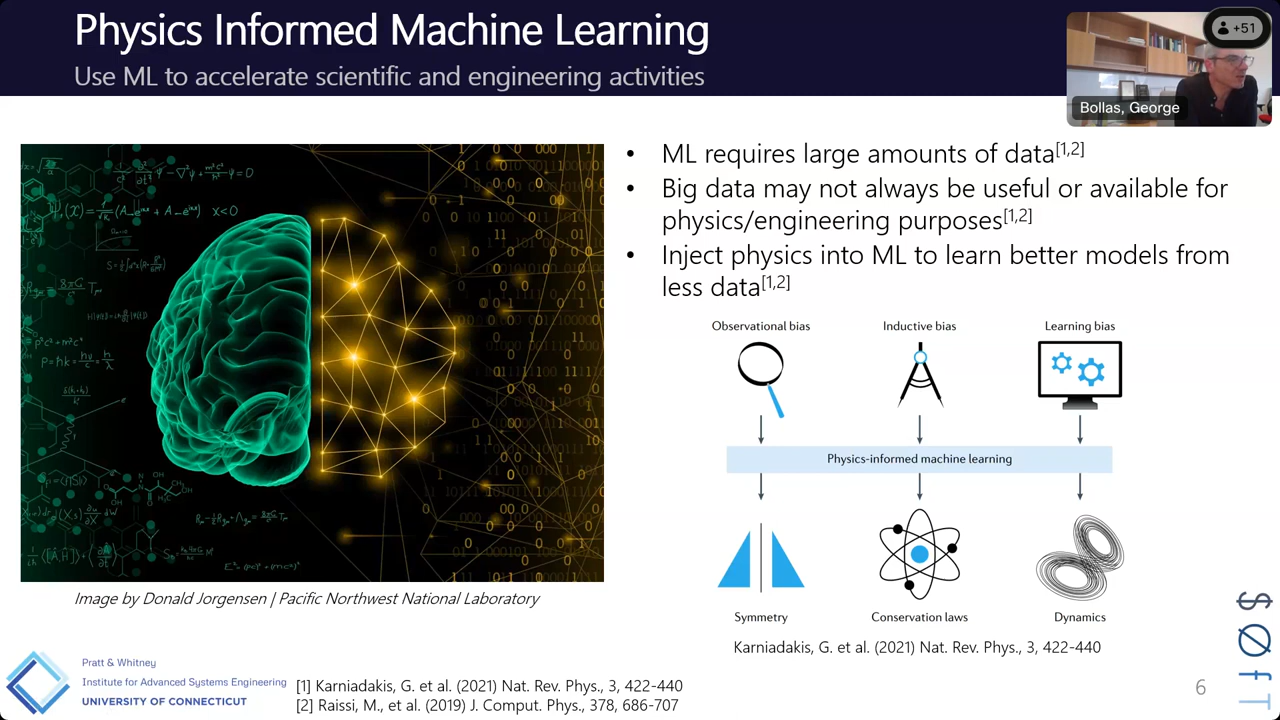 Physics Informed Machine Learning
Use ML to accelerate scientific and engineering activities
+51
Bollas, George
• ML requires large amounts of data[1,2]
• Big data may not always be useful or available for
physics/engineering purposes[1,2]
• Inject physics into ML to learn better models from
less data[1,2]
Observational bias
Inductive bias
Learning bias
Physics-informed machine learning
Symmetry
Conservation laws
Dynamics
Karniadakis, G. et al. (2021) Nat. Rev. Phys., 3, 422-440
Image by Donald Jorgensen | Pacific Northwest National Laboratory
Pratt & Whitney
Institute for Advanced Systems Engineering
UNIVERSITY OF CONNECTICUT
[1] Karniadakis, G. et al. (2021) Nat. Rev. Phys., 3, 422-440
[2] Raissi, M., et al. (2019) J. Comput. Phys., 378, 686-707
6